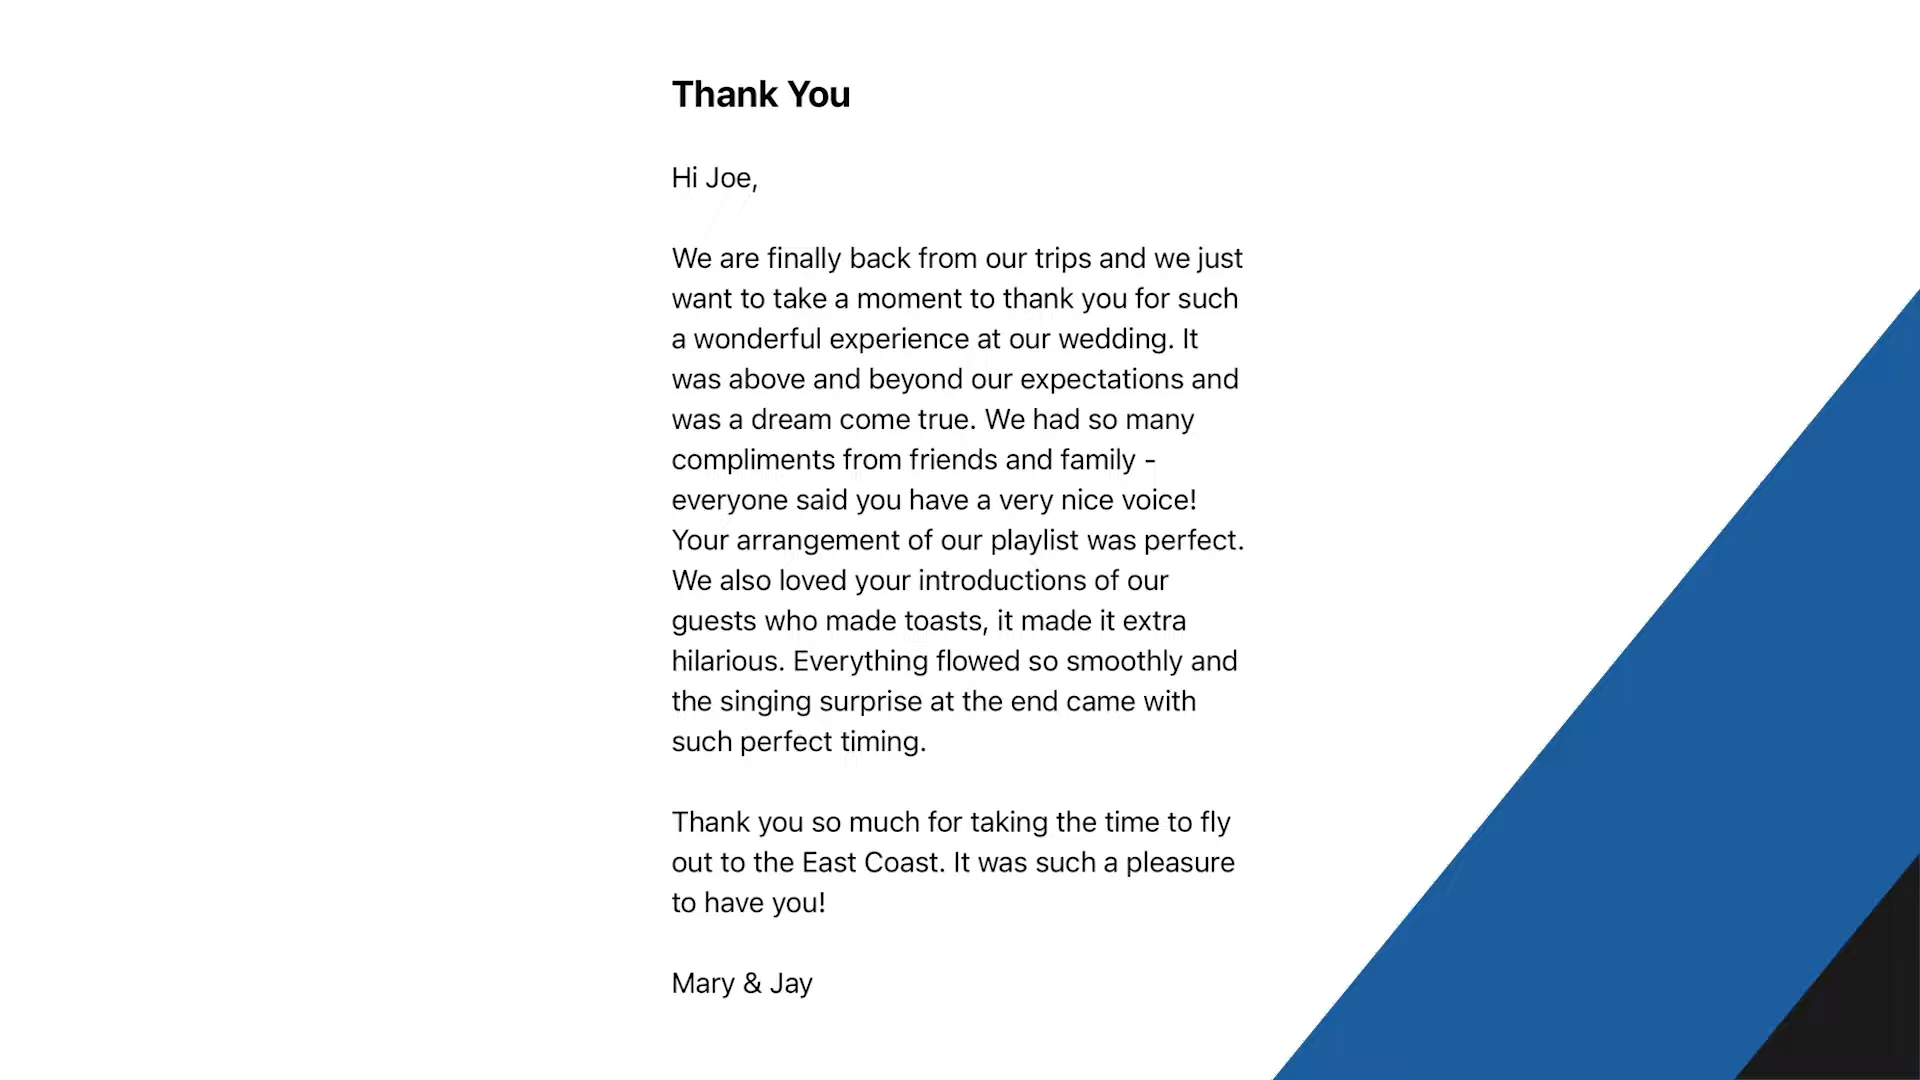 Thank You
Hi Joe,
We are finally back from our trips and we just
want to take a moment to thank you for such
a wonderful experience at our wedding. It
was above and beyond our expectations and
was a dream come true. We had so many
compliments from friends and family -
everyone said you have a very nice voice!
Your arrangement of our playlist was perfect.
We also loved your introductions of our
guests who made toasts, it made it extra
hilarious. Everything flowed so smoothly and
the singing surprise at the end came with
such perfect timing.
Thank you so much for taking the time to fly
out to the East Coast. It was such a pleasure
to have you!
Mary & Jay